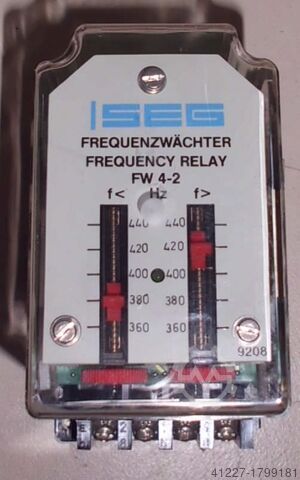 SEG
FREQUENZWÄCHTER
FREQUENCY RELAY
FW 4-2
f< Hz f>
440 440
420 420
400 400
380 380
360 360
9208
41227-1799181